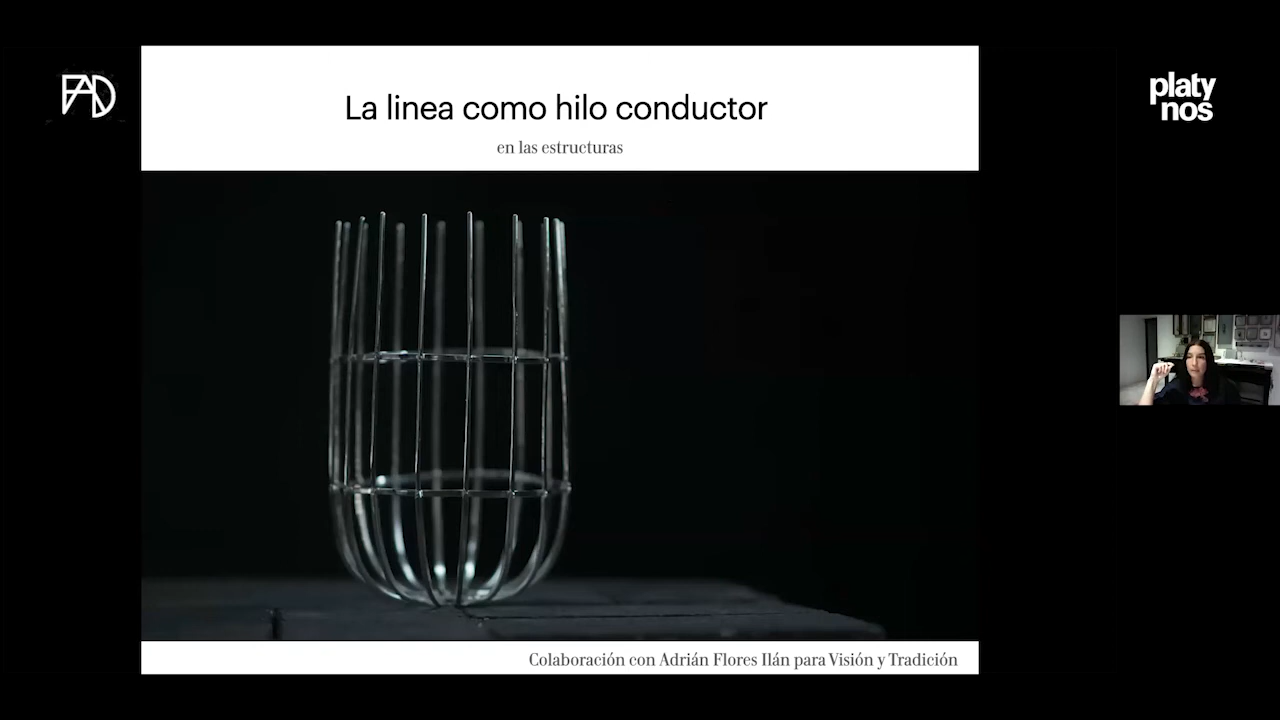 FAD
platy
nos
La linea como hilo conductor
en las estructuras
Colaboración con Adrián Flores Ilán para Visión y Tradición